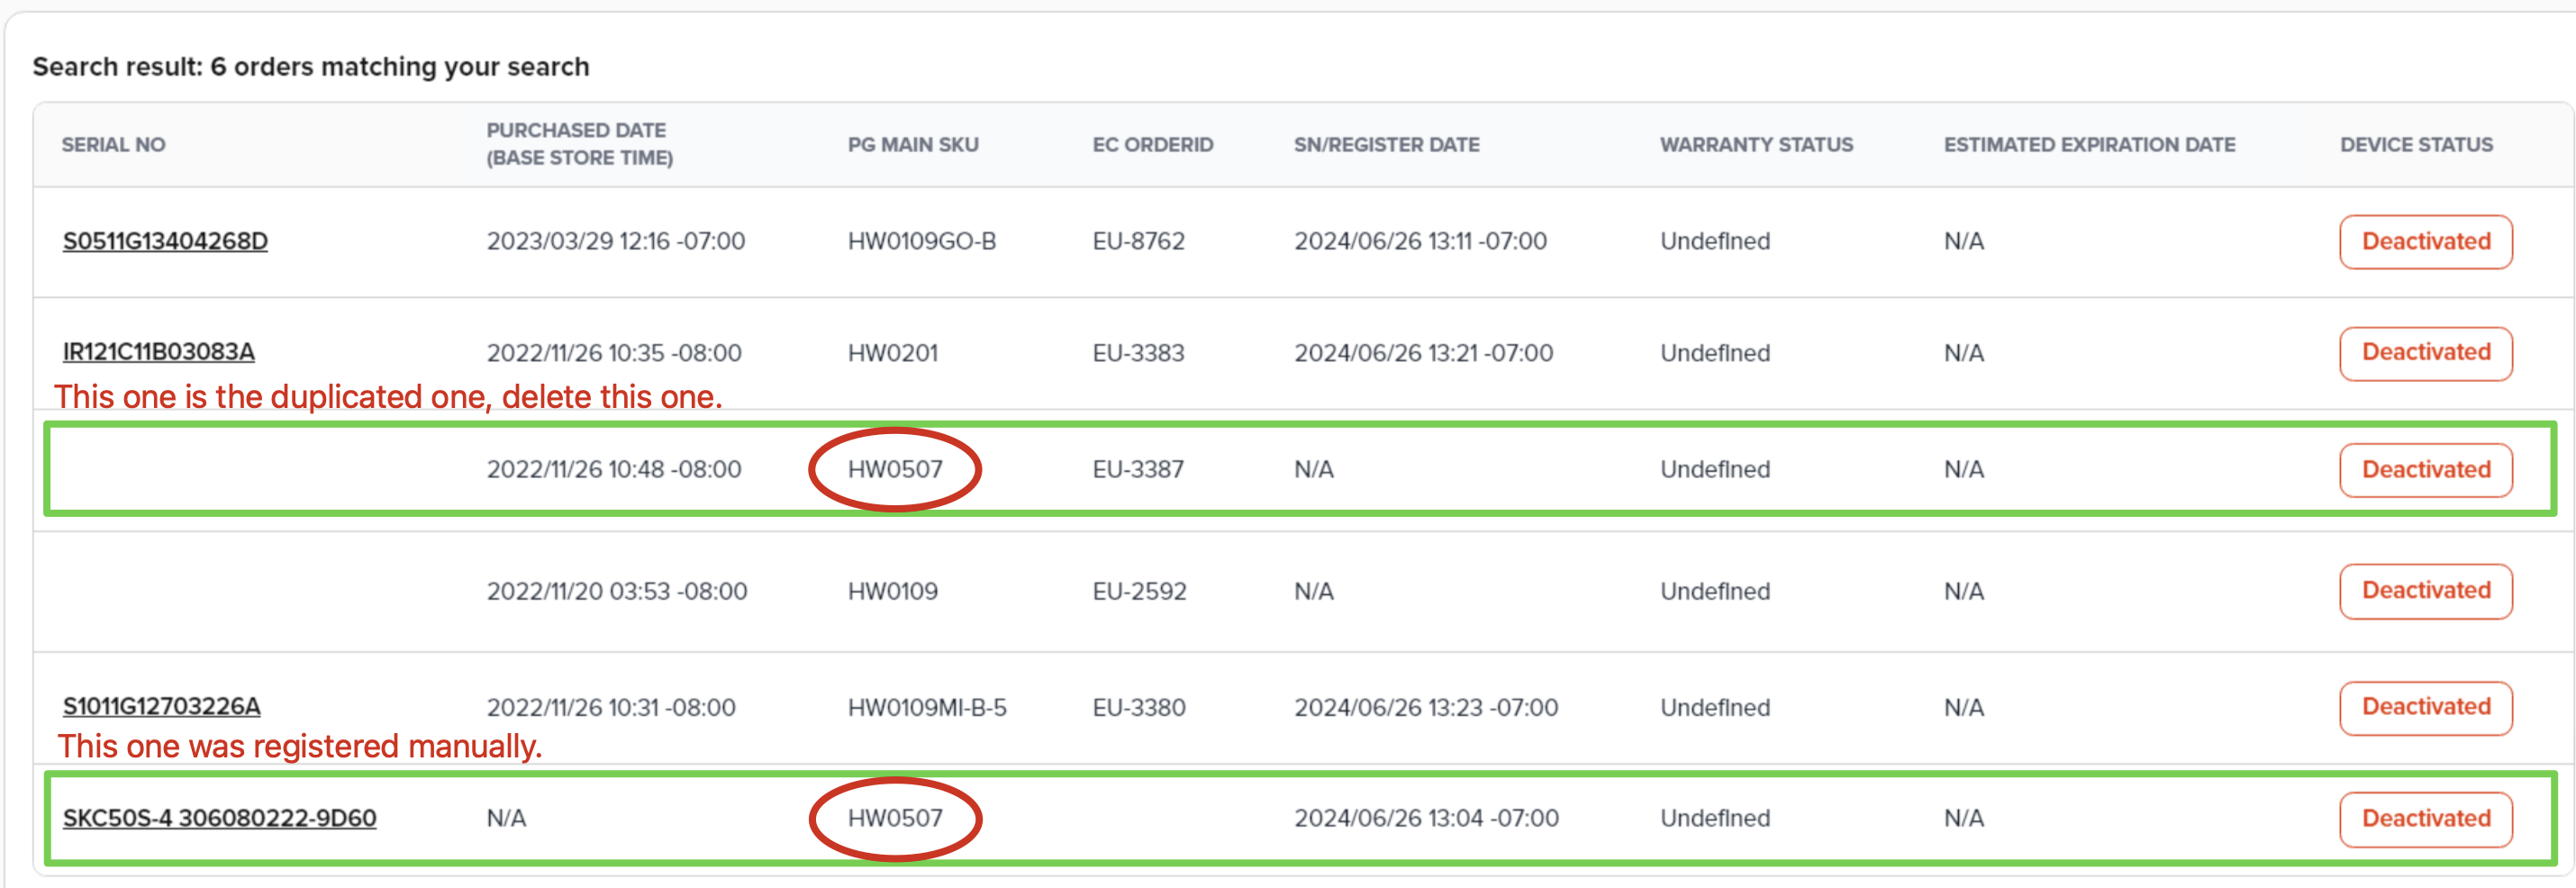 Search result: 6 orders matching your search
SERIAL NO PURCHASED DATE (BASE STORE TIME) PG MAIN SKU EC ORDERID SN/REGISTER DATE WARRANTY STATUS ESTIMATED EXPIRATION DATE DEVICE STATUS
S0511G13404268D 2023/03/29 12:16 -07:00 HW0109GO-B EU-8762 2024/06/26 13:11 -07:00 Undefined N/A Deactivated
IR121C11B03083A 2022/11/26 10:35 -08:00 HW0201 EU-3383 2024/06/26 13:21 -07:00 Undefined N/A Deactivated
This one is the duplicated one, delete this one.
2022/11/26 10:48 -08:00 HW0507 EU-3387 N/A Undefined N/A Deactivated
2022/11/20 03:53 -08:00 HW0109 EU-2592 N/A Undefined N/A Deactivated
S1011G12703226A 2022/11/26 10:31 -08:00 HW0109MI-B-5 EU-3380 2024/06/26 13:23 -07:00 Undefined N/A Deactivated
This one was registered manually.
SKC50S-4 306080222-9D60 N/A HW0507 2024/06/26 13:04 -07:00 Undefined N/A Deactivated